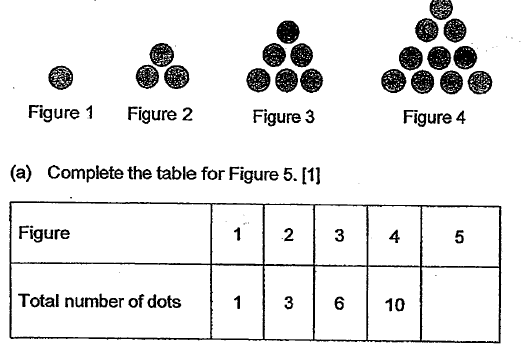 Figure 1 Figure 2 Figure 3 Figure 4
(a) Complete the table for Figure 5. [1]
Figure 1 2 3 4 5
Total number of dots 1 3 6 10